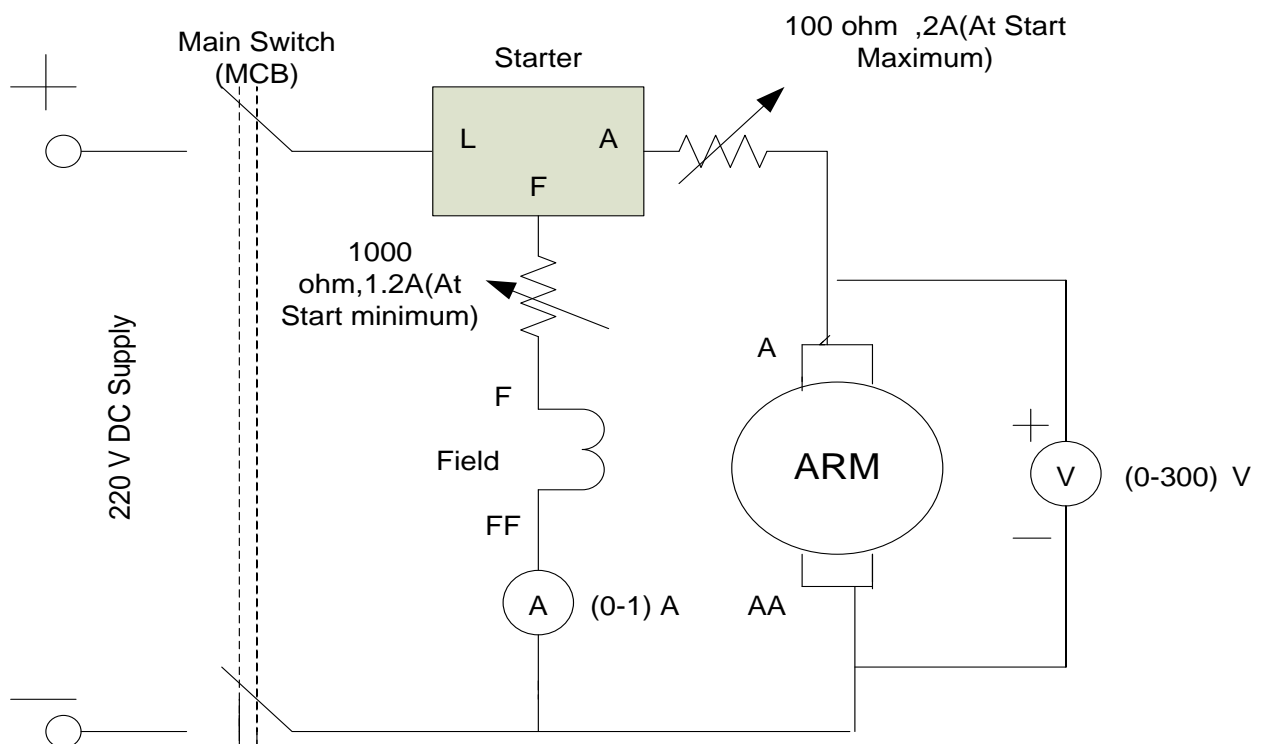 Main Switch
(MCB)
Starter
100 ohm ,2A(At Start
Maximum)
L
A
F
1000
ohm,1.2A(At
Start minimum)
220 V DC Supply
A
F
Field
ARM
V
(0-300) V
FF
A
(0-1) A
AA